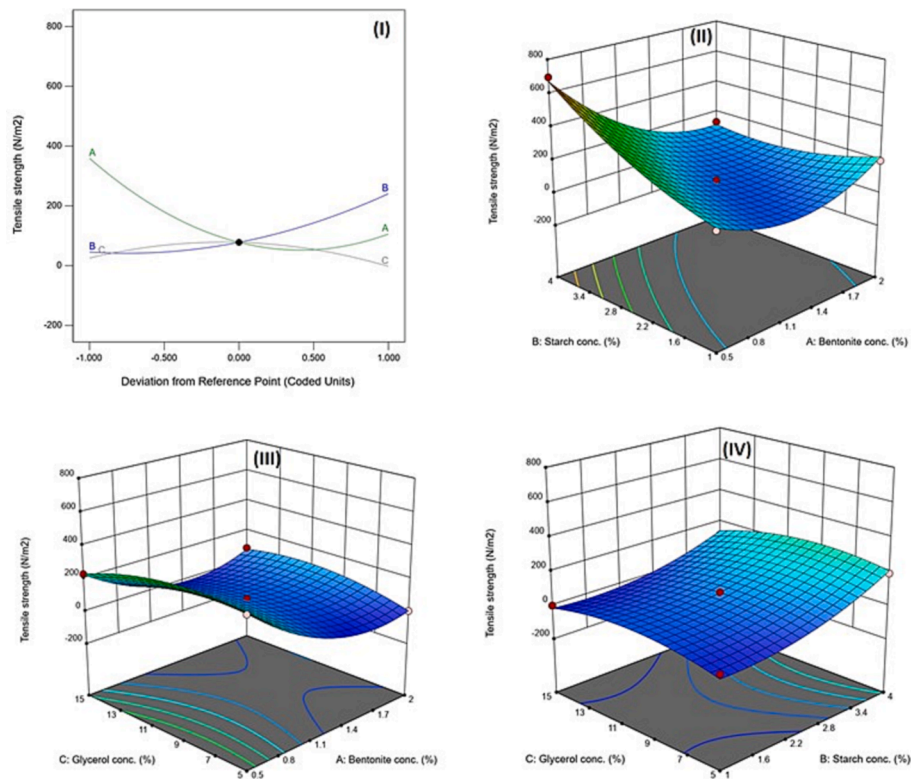 (I)
800
600
400
200
0
-200
Tensile strength (N/m2)
A
B
C
B
A
C
-1.000 -0.500 0.000 0.500 1.000
Deviation from Reference Point (Coded Units)
(II)
800
600
400
200
0
-200
Tensile strength (N/m2)
4 3.4 2.8 2.2 1.6 1
0.5 0.8 1.1 1.4 1.7 2
B: Starch conc. (%)
A: Bentonite conc. (%)
(III)
800
600
400
200
0
-200
Tensile strength (N/m2)
15 13 11 9 7 5
0.5 0.8 1.1 1.4 1.7 2
C: Glycerol conc. (%)
A: Bentonite conc. (%)
(IV)
800
600
400
200
0
-200
Tensile strength (N/m2)
15 13 11 9 7 5
1 1.6 2.2 2.8 3.4 4
C: Glycerol conc. (%)
B: Starch conc. (%)